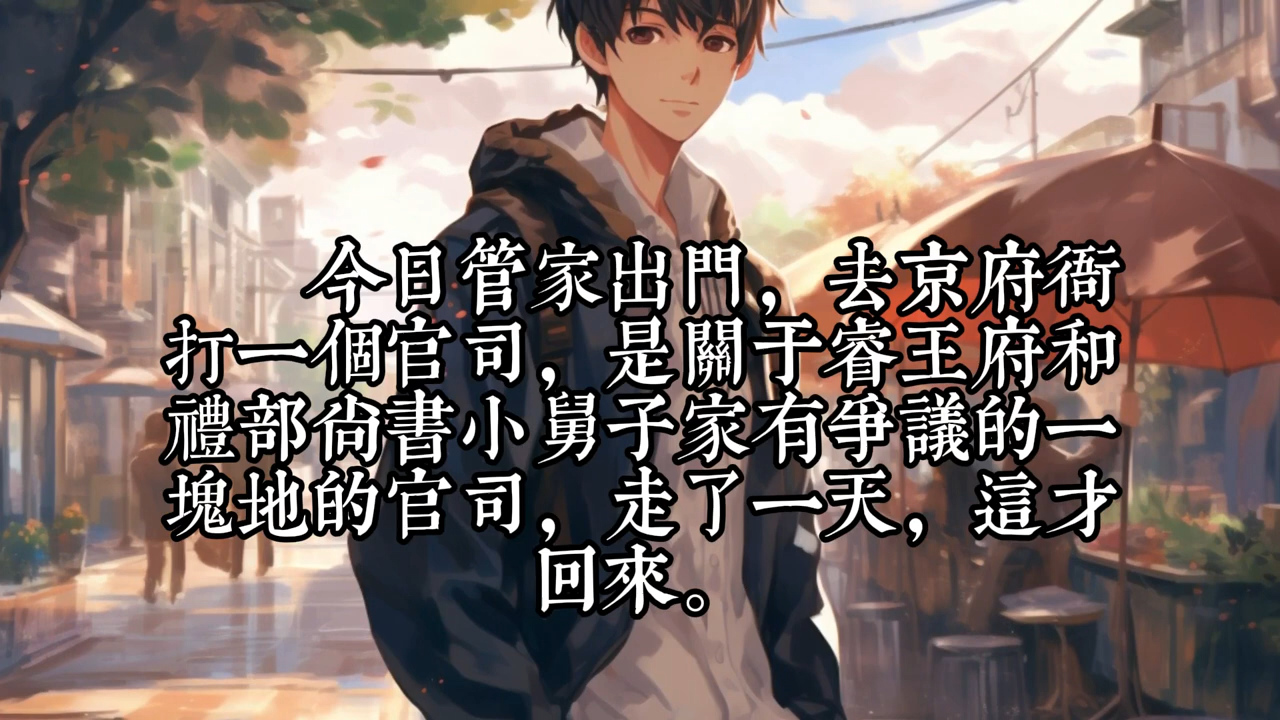 今日管家出門，去京府衙
打一個官司，是關于睿王府和
禮部尙書小舅子家有爭議的一
塊地的官司，走了一天，這才
回來。